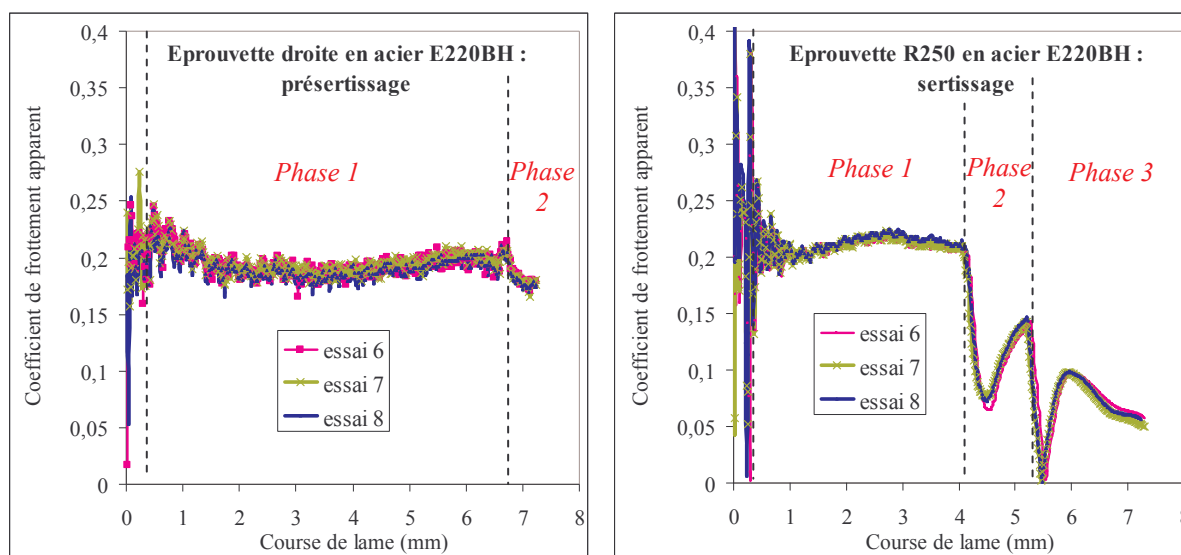 Eprouvette droite en acier E220BH :
présertissage
Coefficient de frottement apparent
0,4
0,35
0,3
0,25
0,2
0,15
0,1
0,05
0
Phase 1
Phase
2
essai 6
essai 7
essai 8
0 1 2 3 4 5 6 7 8
Course de lame (mm)
Eprouvette R250 en acier E220BH :
sertissage
Coefficient de frottement apparent
0,4
0,35
0,3
0,25
0,2
0,15
0,1
0,05
0
Phase 1
Phase
2
Phase 3
essai 6
essai 7
essai 8
0 1 2 3 4 5 6 7 8
Course de lame (mm)